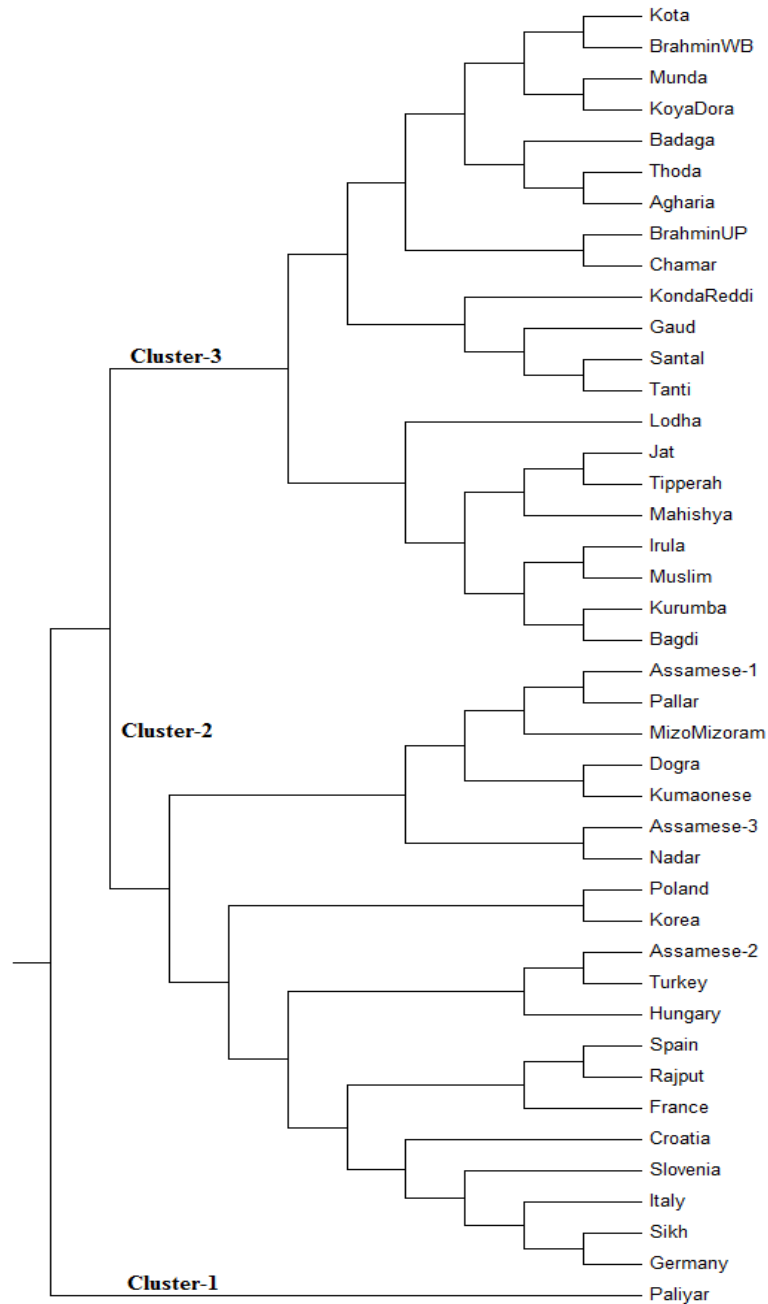 Kota
BrahminWB
Munda
KoyaDora
Badaga
Thoda
Agharia
BrahminUP
Chamar
KondaReddi
Gaud
Cluster-3
Santal
Tanti
Lodha
Jat
Tipperah
Mahishya
Irula
Muslim
Kurumba
Bagdi
Assamese-1
Pallar
Cluster-2
MizoMizoram
Dogra
Kumaonese
Assamese-3
Nadar
Poland
Korea
Assamese-2
Turkey
Hungary
Spain
Rajput
France
Croatia
Slovenia
Italy
Sikh
Germany
Cluster-1
Paliyar